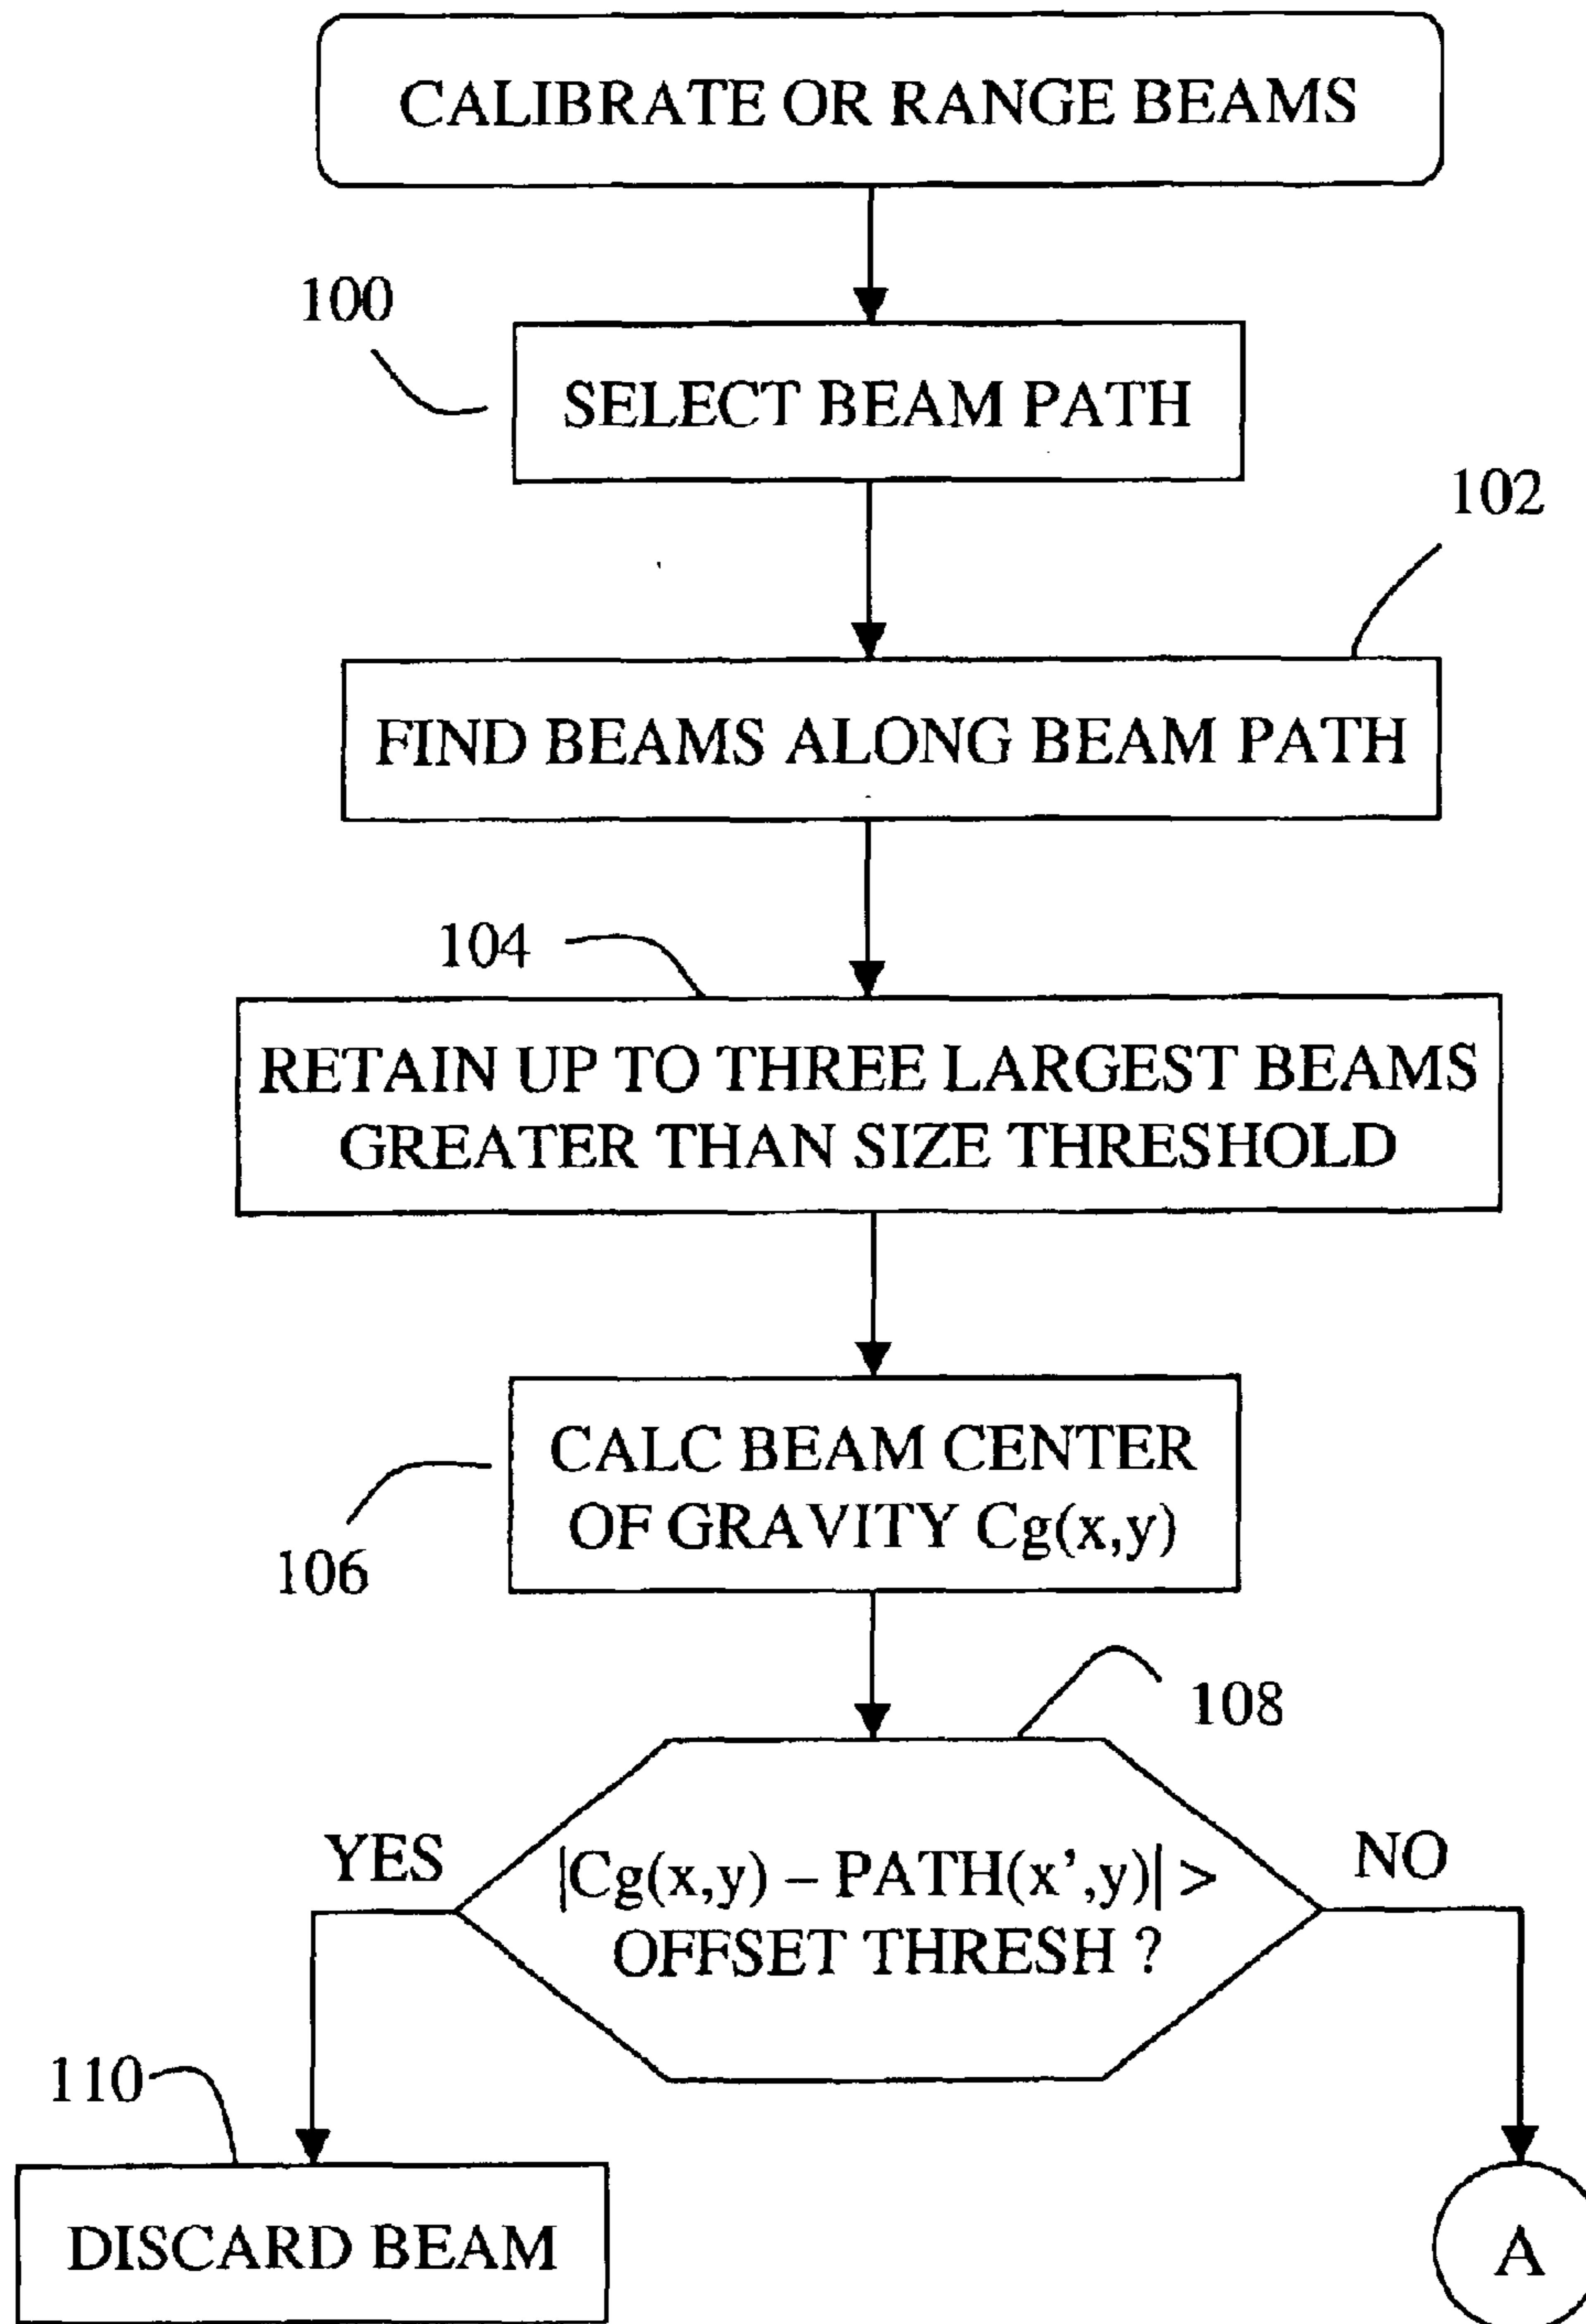 CALIBRATE OR RANGE BEAMS
100
SELECT BEAM PATH
102
FIND BEAMS ALONG BEAM PATH
104
RETAIN UP TO THREE LARGEST BEAMS
GREATER THAN SIZE THRESHOLD
CALC BEAM CENTER
OF GRAVITY Cg(x,y)
106
108
YES
|Cg(x,y) – PATH(x’,y)| >
OFFSET THRESH ?
NO
110
DISCARD BEAM
A